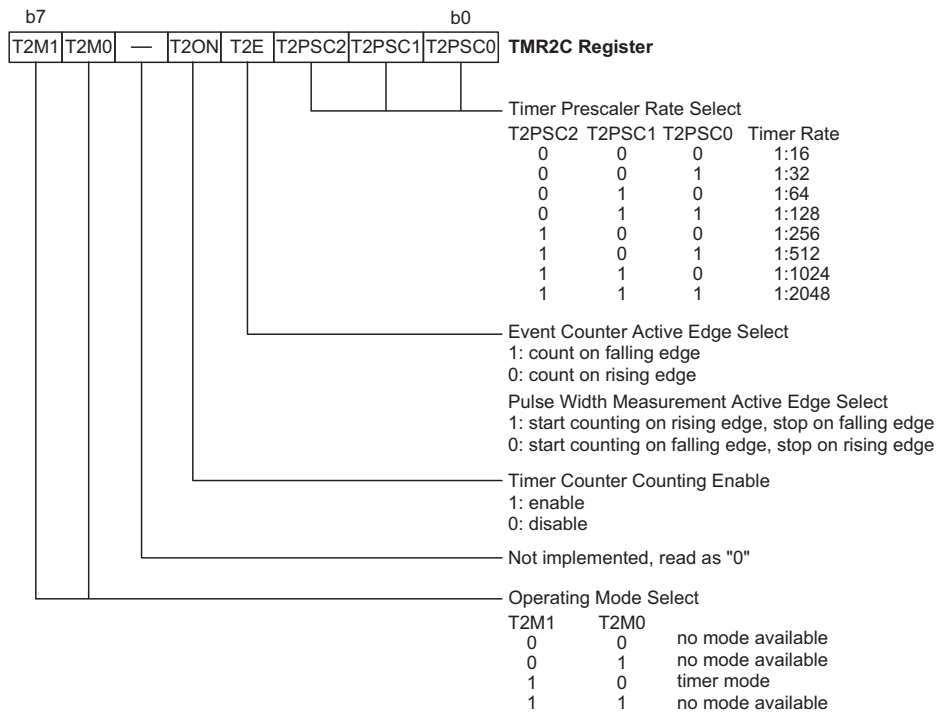 b7 b0
T2M1 T2M0 — T2ON T2E T2PSC2 T2PSC1 T2PSC0 TMR2C Register
Timer Prescaler Rate Select
T2PSC2 T2PSC1 T2PSC0 Timer Rate
0 0 0 1:16
0 0 1 1:32
0 1 0 1:64
0 1 1 1:128
1 0 0 1:256
1 0 1 1:512
1 1 0 1:1024
1 1 1 1:2048
Event Counter Active Edge Select
1: count on falling edge
0: count on rising edge
Pulse Width Measurement Active Edge Select
1: start counting on rising edge, stop on falling edge
0: start counting on falling edge, stop on rising edge
Timer Counter Counting Enable
1: enable
0: disable
Not implemented, read as "0"
Operating Mode Select
T2M1 T2M0
0 0 no mode available
0 1 no mode available
1 0 timer mode
1 1 no mode available